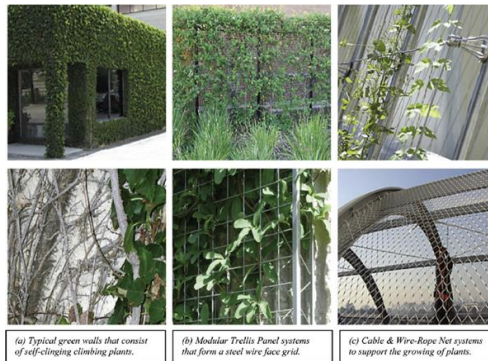 (a) Typical green walls that consist
of self-clinging climbing plants.
(b) Modular Trellis Panel systems
that form a steel wire face grid.
(c) Cable & Wire-Rope Net systems
to support the growing of plants.